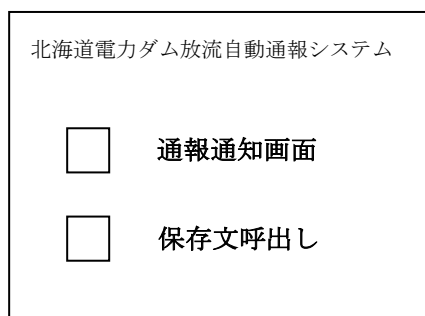 北海道電力ダム放流自動通報システム
通報通知画面
保存文呼出し